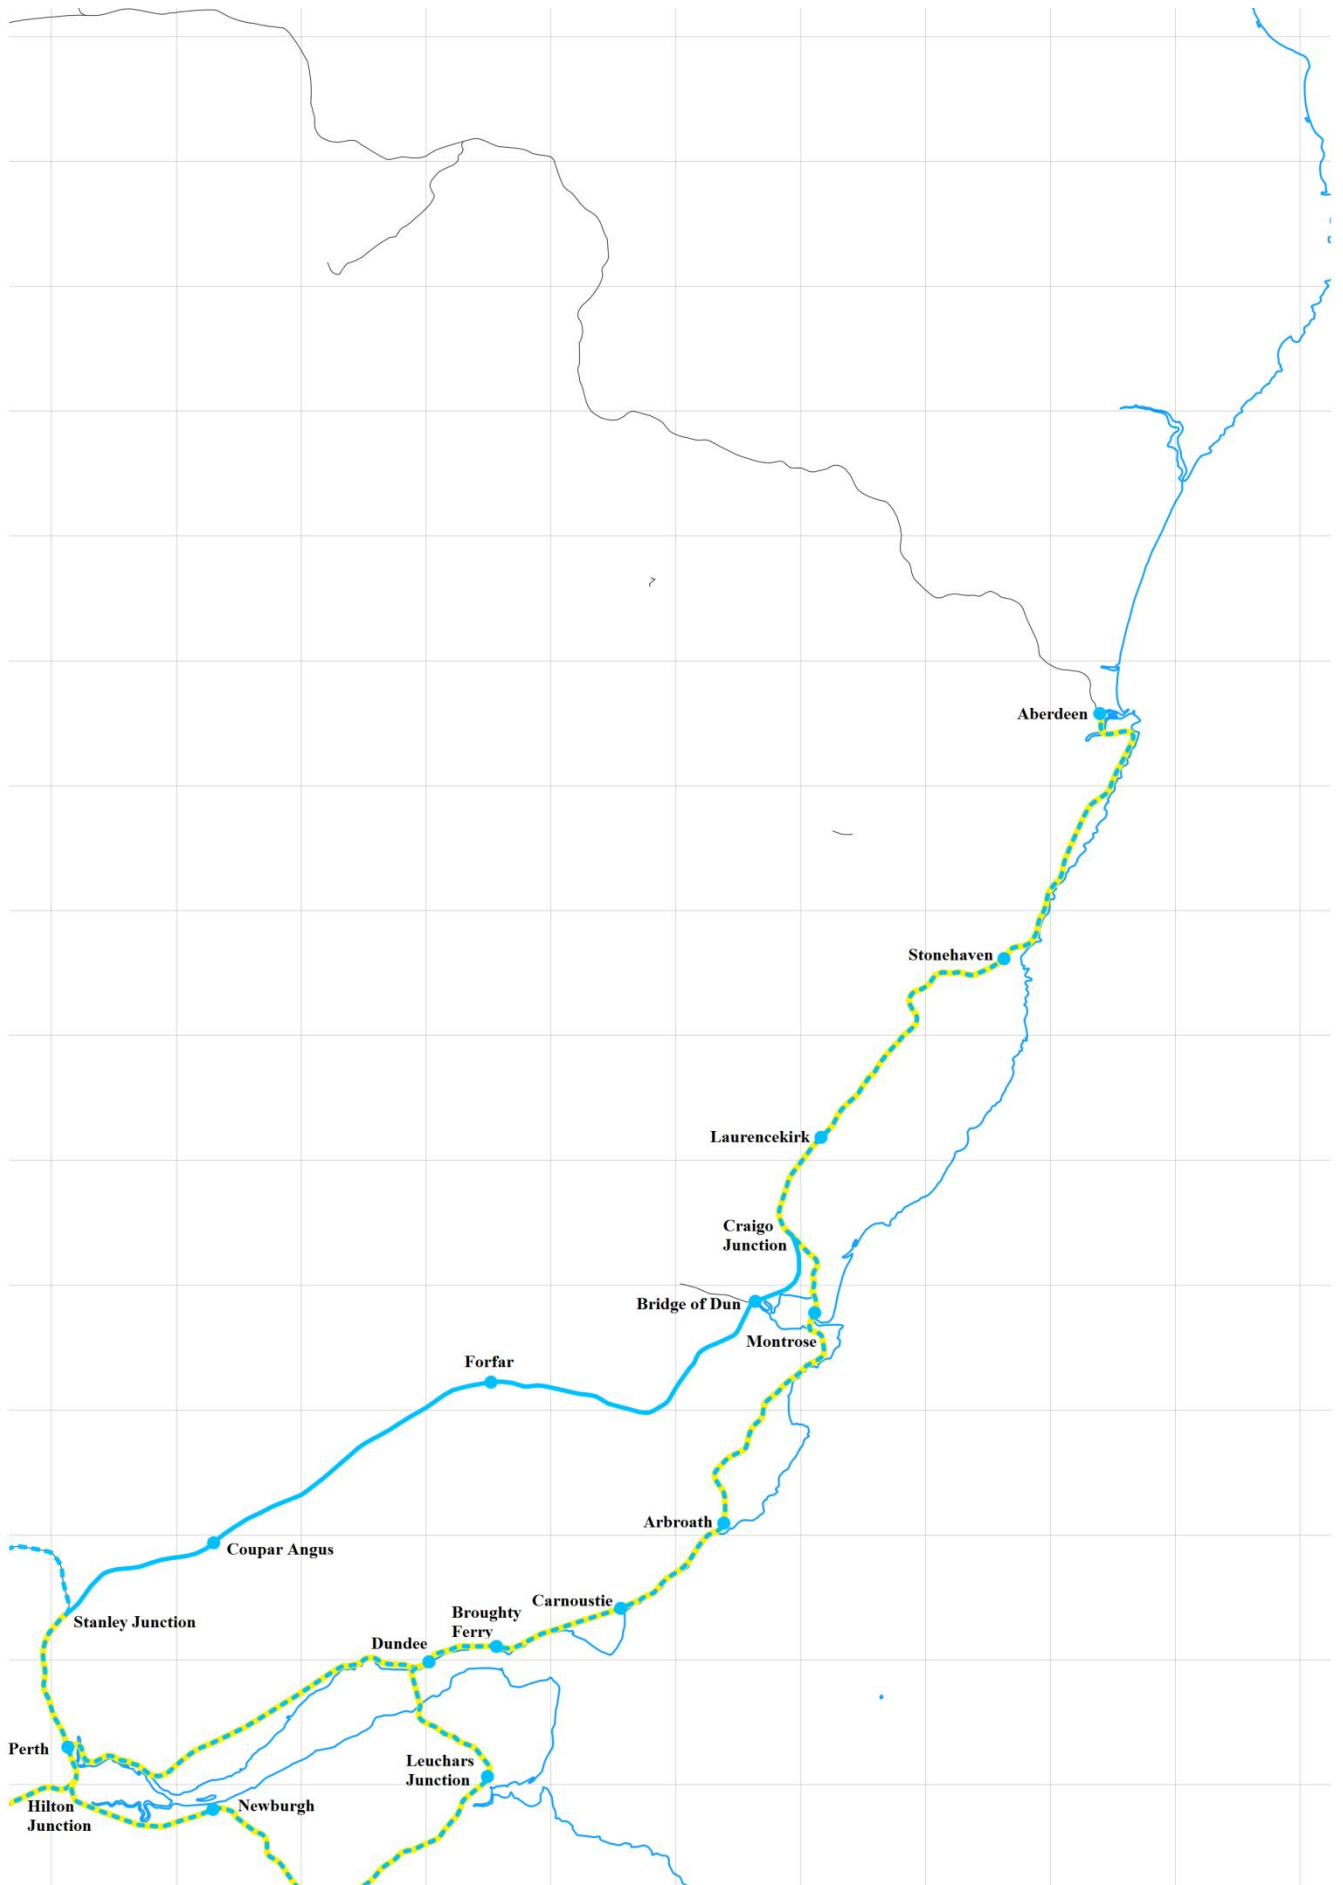 Aberdeen
Stonehaven
Laurencekirk
Craigo
Junction
Bridge of Dun
Montrose
Forfar
Arbroath
Coupar Angus
Carnoustie
Broughty
Ferry
Stanley Junction
Dundee
Perth
Leuchars
Junction
Hilton
Junction
Newburgh